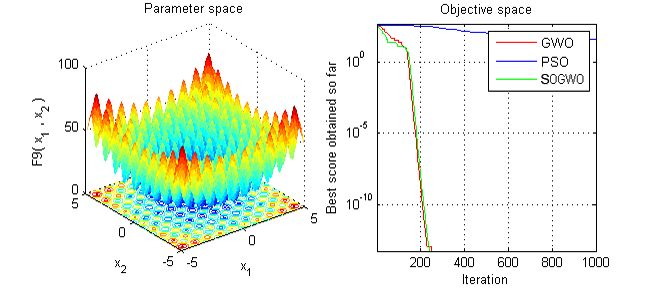 Parameter space
100
50
0
F9( x1 , x2 )
5
0
-5
x2
-5
0
5
x1
Objective space
GWO
PSO
SOGWO
10^0
10^-5
10^-10
Best score obtained so far
200
400
600
800
1000
Iteration